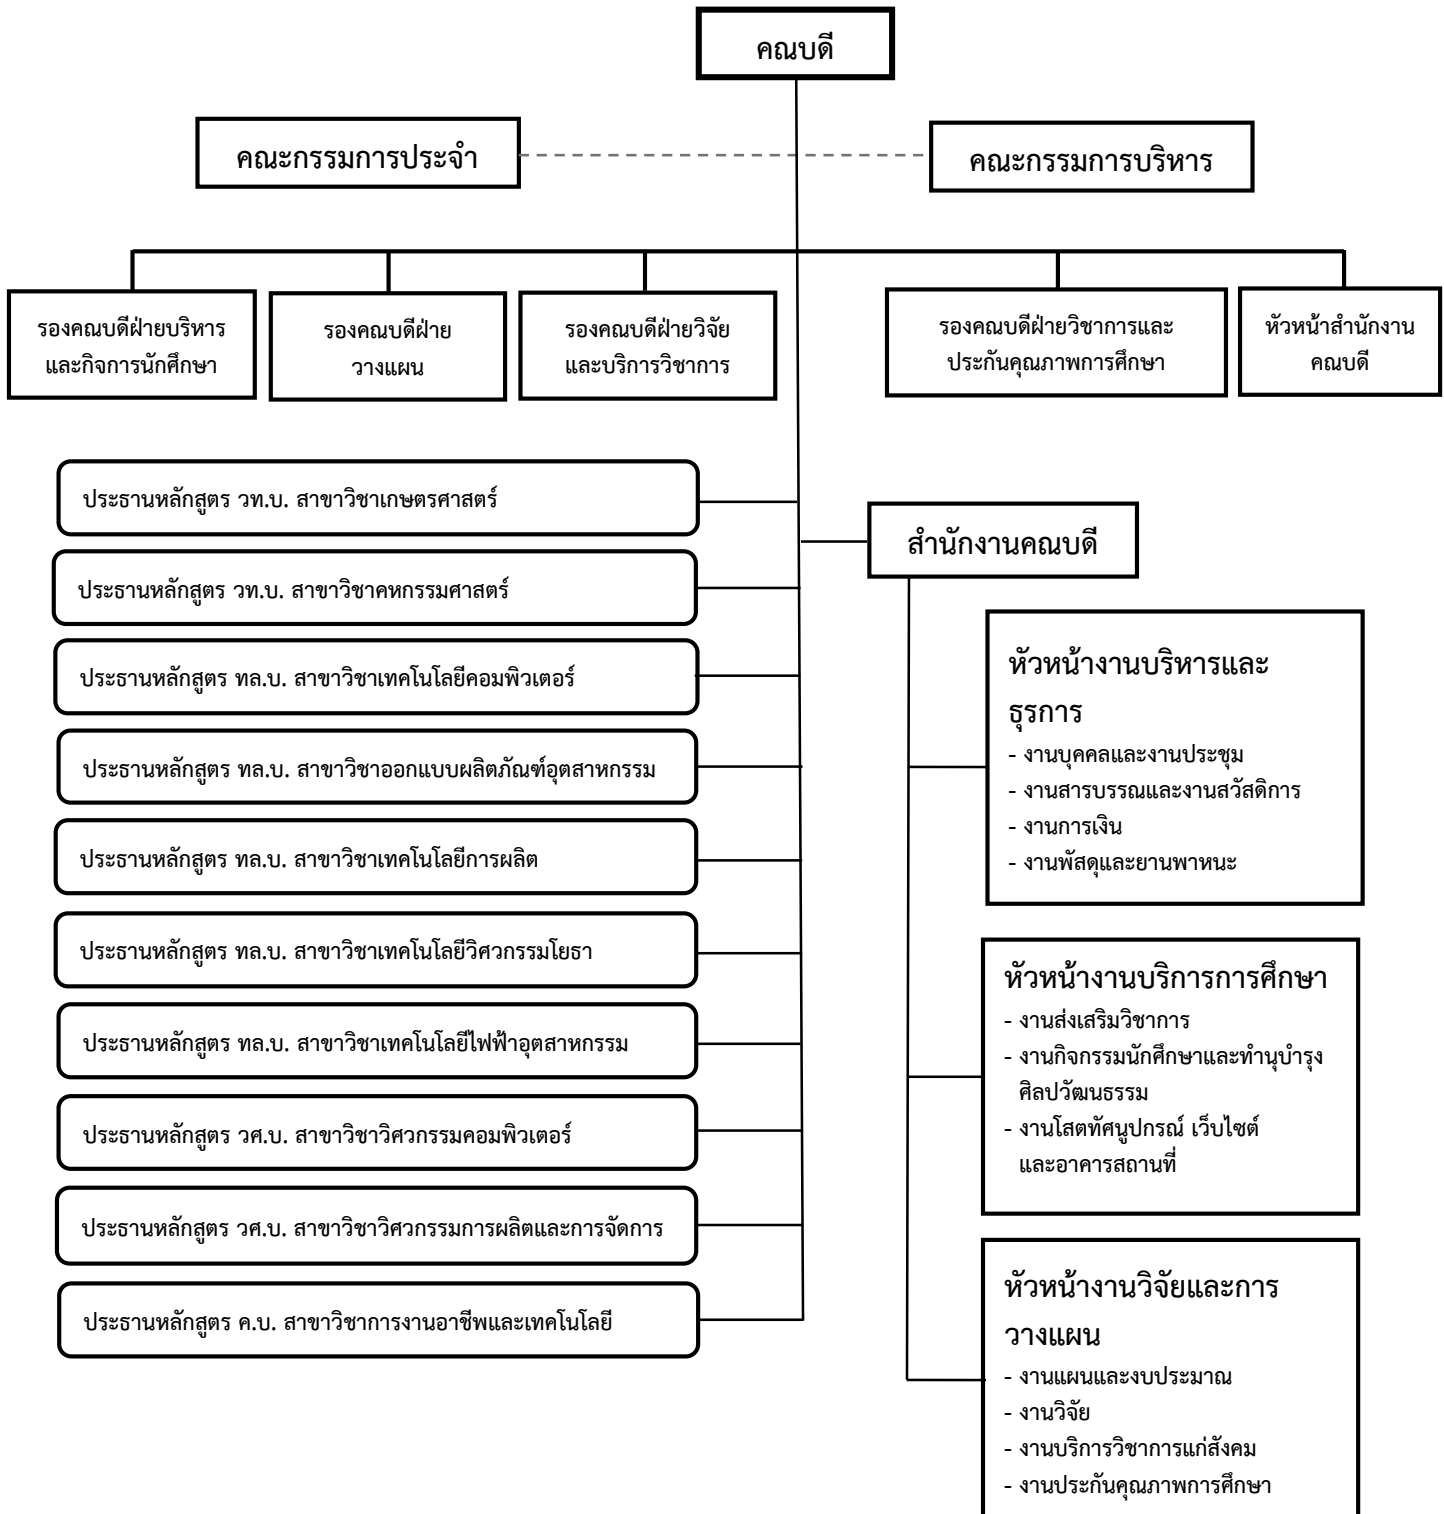 คณบดี
คณะกรรมการประจำ
คณะกรรมการบริหาร
รองคณบดีฝ่ายบริหาร
และกิจการนักศึกษา
รองคณบดีฝ่าย
วางแผน
รองคณบดีฝ่ายวิจัย
และบริการวิชาการ
รองคณบดีฝ่ายวิชาการและ
ประกันคุณภาพการศึกษา
หัวหน้าสำนักงาน
คณบดี
ประธานหลักสูตร วท.บ. สาขาวิชาเกษตรศาสตร์
ประธานหลักสูตร วท.บ. สาขาวิชาคหกรรมศาสตร์
ประธานหลักสูตร ทล.บ. สาขาวิชาเทคโนโลยีคอมพิวเตอร์
ประธานหลักสูตร ทล.บ. สาขาวิชาออกแบบผลิตภัณฑ์อุตสาหกรรม
ประธานหลักสูตร ทล.บ. สาขาวิชาเทคโนโลยีการผลิต
ประธานหลักสูตร ทล.บ. สาขาวิชาเทคโนโลยีวิศวกรรมโยธา
ประธานหลักสูตร ทล.บ. สาขาวิชาเทคโนโลยีไฟฟ้าอุตสาหกรรม
ประธานหลักสูตร วศ.บ. สาขาวิชาวิศวกรรมคอมพิวเตอร์
ประธานหลักสูตร วศ.บ. สาขาวิชาวิศวกรรมการผลิตและการจัดการ
ประธานหลักสูตร ค.บ. สาขาวิชาการงานอาชีพและเทคโนโลยี
สำนักงานคณบดี
หัวหน้างานบริหารและ
ธุรการ
- งานบุคคลและงานประชุม
- งานสารบรรณและงานสวัสดิการ
- งานการเงิน
- งานพัสดุและยานพาหนะ
หัวหน้างานบริการการศึกษา
- งานส่งเสริมวิชาการ
- งานกิจกรรมนักศึกษาและทำนุบำรุง
ศิลปวัฒนธรรม
- งานโสตทัศนูปกรณ์ เว็บไซต์
และอาคารสถานที่
หัวหน้างานวิจัยและการ
วางแผน
- งานแผนและงบประมาณ
- งานวิจัย
- งานบริการวิชาการแก่สังคม
- งานประกันคุณภาพการศึกษา